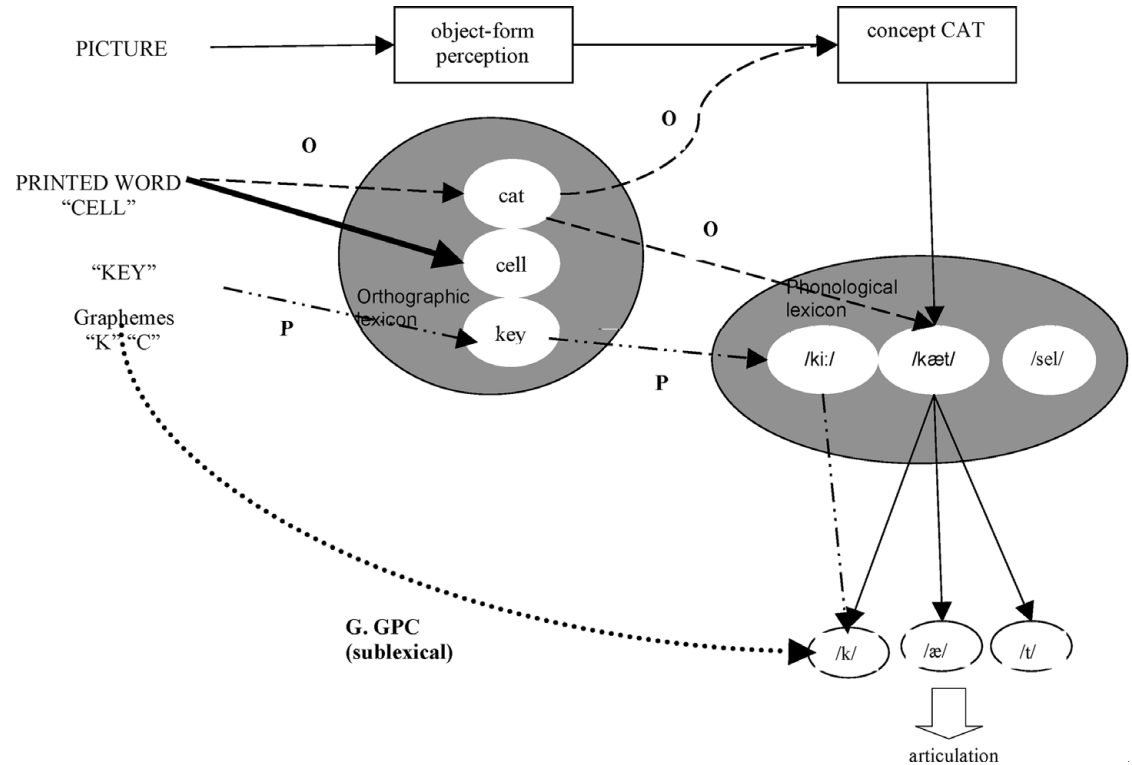 PICTURE
object-form
perception
concept CAT
O
O
PRINTED WORD
“CELL”
cat
O
cell
“KEY”
Orthographic
lexicon
Phonological
lexicon
Graphemes
“K” “C”
P
key
P
/ki:/
/kæt/
/sel/
G. GPC
(sublexical)
/k/
/æ/
/t/
articulation